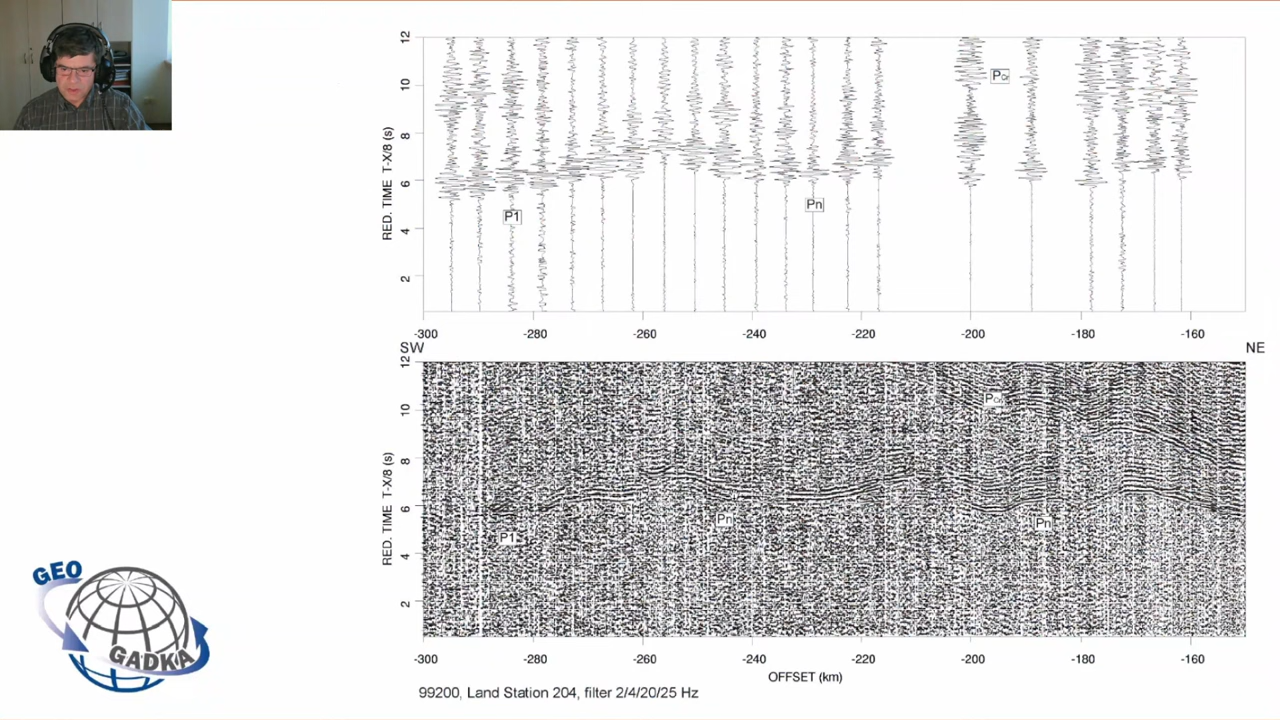 12
10
8
6
4
2
RED. TIME T-X/8 (s)
P1
Pn
-300
-280
-260
-240
-220
-200
-180
-160
SW
NE
12
10
8
6
4
2
RED. TIME T-X/8 (s)
P1
Pn
Pn
-300
-280
-260
-240
-220
-200
-180
-160
OFFSET (km)
99200, Land Station 204, filter 2/4/20/25 Hz
GEO
GADKA